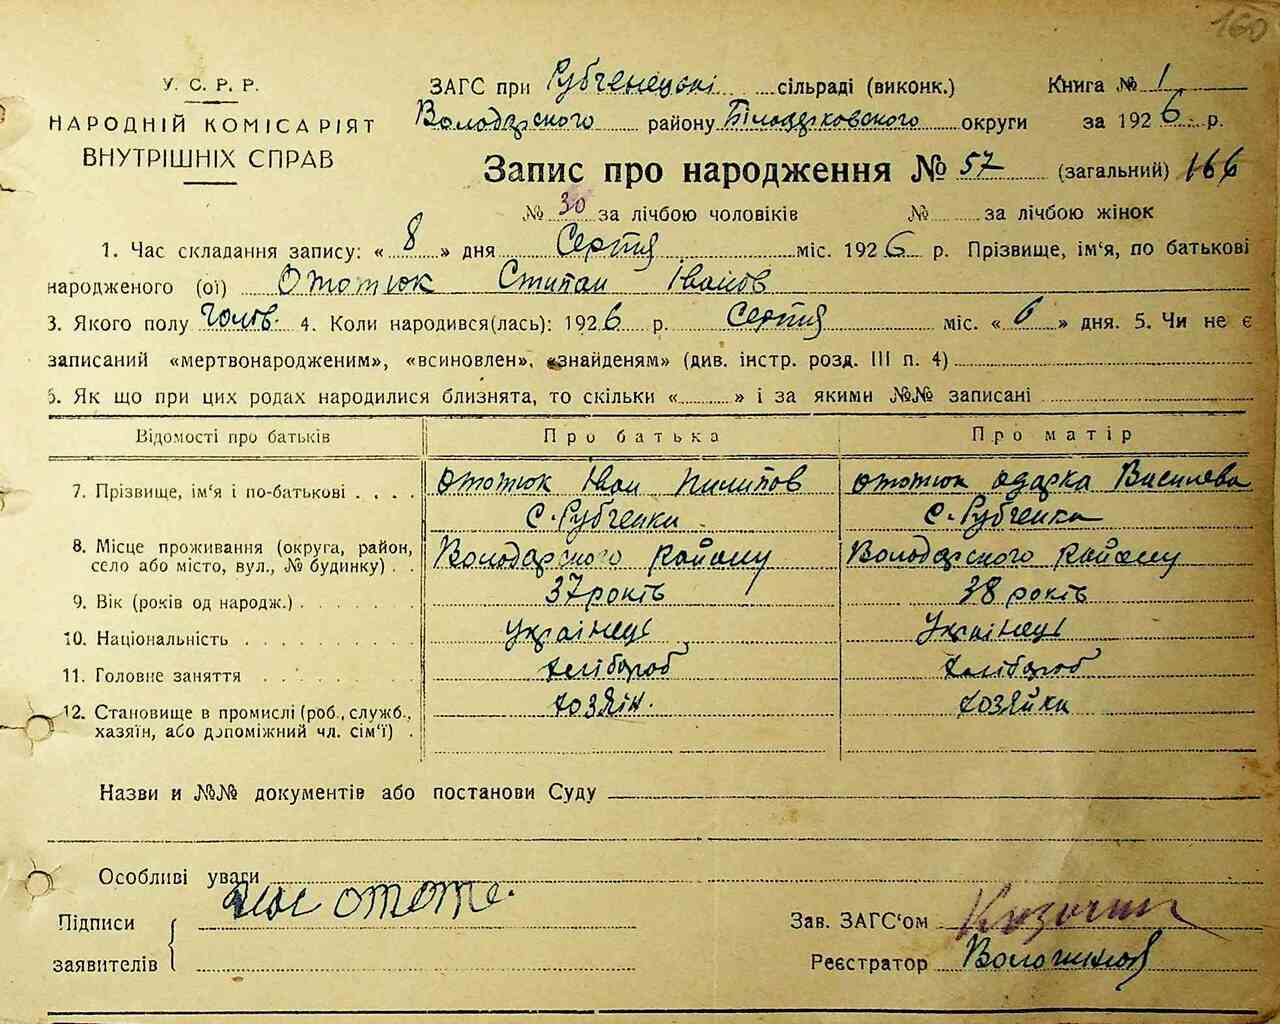 160
У. С. Р. Р.
НАРОДНІЙ КОМІСАРІЯТ
ВНУТРІШНІХ СПРАВ
ЗАГС при Рубченецькі сільраді (виконк.) Книга № 1
Володарского району Білоцерковского округи за 1926 р.
Запис про народження № 57 (загальний) 166
№ 30 за лічбою чоловіків № за лічбою жінок
1. Час складання запису: « 8 » дня Серпня міс. 1926 р. Прізвище, ім‘я, по батькові
народженого (ої) Ототюк Стипан Іванов
3. Якого полу Чолов. 4. Коли народився(лась): 1926 р. Серпня міс. « 6 » дня. 5. Чи не є
записаний «мертвонародженим», «всиновлен», «знайденям» (див. інстр. розд. III п. 4)
6. Як що при цих родах народилися близнята, то скільки « » і за якими №№ записані
Відомості про батьків Про батька Про матір
7. Прізвище, ім‘я і по-батькові . . . . Ототюк Іван Пилипов Ототюк Одарка Василева
с. Рубченки с. Рубченка
8. Місце проживання (округа, район, село або місто, вул., № будинку) . . Володарского району Володарского району
9. Вік (років од народж.) 37 років 38 років
10. Національність Українець Українець
11. Головне заняття хлібороб хлібороб
12. Становище в промислі (роб., служб., хазяїн, або допоміжний чл. сім‘ї) . хозяін. хозяйка
Назви и №№ документів або постанови Суду
Особливі уваги
Підписи
заявителів
Зав. ЗАГС‘ом
Реєстратор